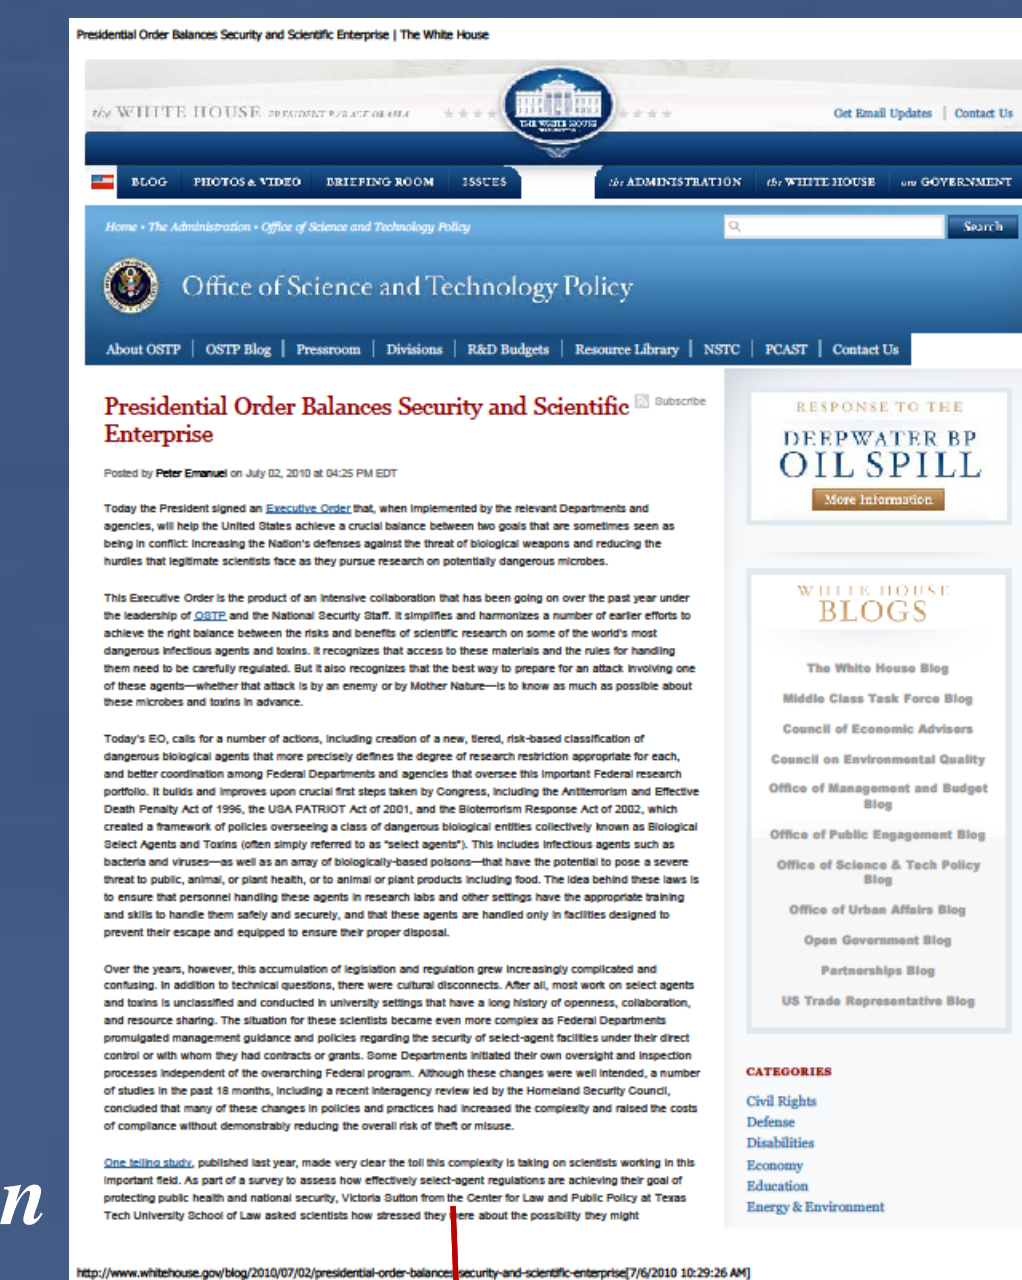 Presidential Order Balances Security and Scientific Enterprise | The White House
the WHITE HOUSE PRESIDENT BARACK OBAMA
THE WHITE HOUSE
WASHINGTON
Get Email Updates | Contact Us
BLOG PHOTOS & VIDEO BRIEFING ROOM ISSUES the ADMINISTRATION the WHITE HOUSE our GOVERNMENT
Home • The Administration • Office of Science and Technology Policy
Search
Office of Science and Technology Policy
About OSTP | OSTP Blog | Pressroom | Divisions | R&D Budgets | Resource Library | NSTC | PCAST | Contact Us
Presidential Order Balances Security and Scientific
Enterprise
Subscribe
Posted by Peter Emanuel on July 02, 2010 at 04:25 PM EDT
Today the President signed an Executive Order that, when implemented by the relevant Departments and
agencies, will help the United States achieve a crucial balance between two goals that are sometimes seen as
being in conflict: increasing the Nation's defenses against the threat of biological weapons and reducing the
hurdles that legitimate scientists face as they pursue research on potentially dangerous microbes.
This Executive Order is the product of an intensive collaboration that has been going on over the past year under
the leadership of OSTP and the National Security Staff. It simplifies and harmonizes a number of earlier efforts to
achieve the right balance between the risks and benefits of scientific research on some of the world's most
dangerous infectious agents and toxins. It recognizes that access to these materials and the rules for handling
them need to be carefully regulated. But it also recognizes that the best way to prepare for an attack involving one
of these agents—whether that attack is by an enemy or by Mother Nature—is to know as much as possible about
these microbes and toxins in advance.
Today's EO, calls for a number of actions, including creation of a new, tiered, risk-based classification of
dangerous biological agents that more precisely defines the degree of research restriction appropriate for each,
and better coordination among Federal Departments and agencies that oversee this important Federal research
portfolio. It builds and improves upon crucial first steps taken by Congress, including the Antiterrorism and Effective
Death Penalty Act of 1996, the USA PATRIOT Act of 2001, and the Bioterrorism Response Act of 2002, which
created a framework of policies overseeing a class of dangerous biological entities collectively known as Biological
Select Agents and Toxins (often simply referred to as "select agents"). This includes infectious agents such as
bacteria and viruses—as well as an array of biologically-based poisons—that have the potential to pose a severe
threat to public, animal, or plant health, or to animal or plant products including food. The idea behind these laws is
to ensure that personnel handling these agents in research labs and other settings have the appropriate training
and skills to handle them safely and securely, and that these agents are handled only in facilities designed to
prevent their escape and equipped to ensure their proper disposal.
Over the years, however, this accumulation of legislation and regulation grew increasingly complicated and
confusing. In addition to technical questions, there were cultural disconnects. After all, most work on select agents
and toxins is unclassified and conducted in university settings that have a long history of openness, collaboration,
and resource sharing. The situation for these scientists became even more complex as Federal Departments
promulgated management guidance and policies regarding the security of select-agent facilities under their direct
control or with whom they had contracts or grants. Some Departments initiated their own oversight and inspection
processes independent of the overarching Federal program. Although these changes were well intended, a number
of studies in the past 18 months, including a recent interagency review led by the Homeland Security Council,
concluded that many of these changes in policies and practices had increased the complexity and raised the costs
of compliance without demonstrably reducing the overall risk of theft or misuse.
One telling study, published last year, made very clear the toll this complexity is taking on scientists working in this
important field. As part of a survey to assess how effectively select-agent regulations are achieving their goal of
protecting public health and national security, Victoria Sutton from the Center for Law and Public Policy at Texas
Tech University School of Law asked scientists how stressed they were about the possibility they might
RESPONSE TO THE
DEEPWATER BP
OIL SPILL
More Information
WHITE HOUSE
BLOGS
The White House Blog
Middle Class Task Force Blog
Council of Economic Advisers
Council on Environmental Quality
Office of Management and Budget
Blog
Office of Public Engagement Blog
Office of Science & Tech Policy
Blog
Office of Urban Affairs Blog
Open Government Blog
Partnerships Blog
US Trade Representative Blog
CATEGORIES
Civil Rights
Defense
Disabilities
Economy
Education
Energy & Environment
n
http://www.whitehouse.gov/blog/2010/07/02/presidential-order-balances-security-and-scientific-enterprise[7/6/2010 10:29:26 AM]